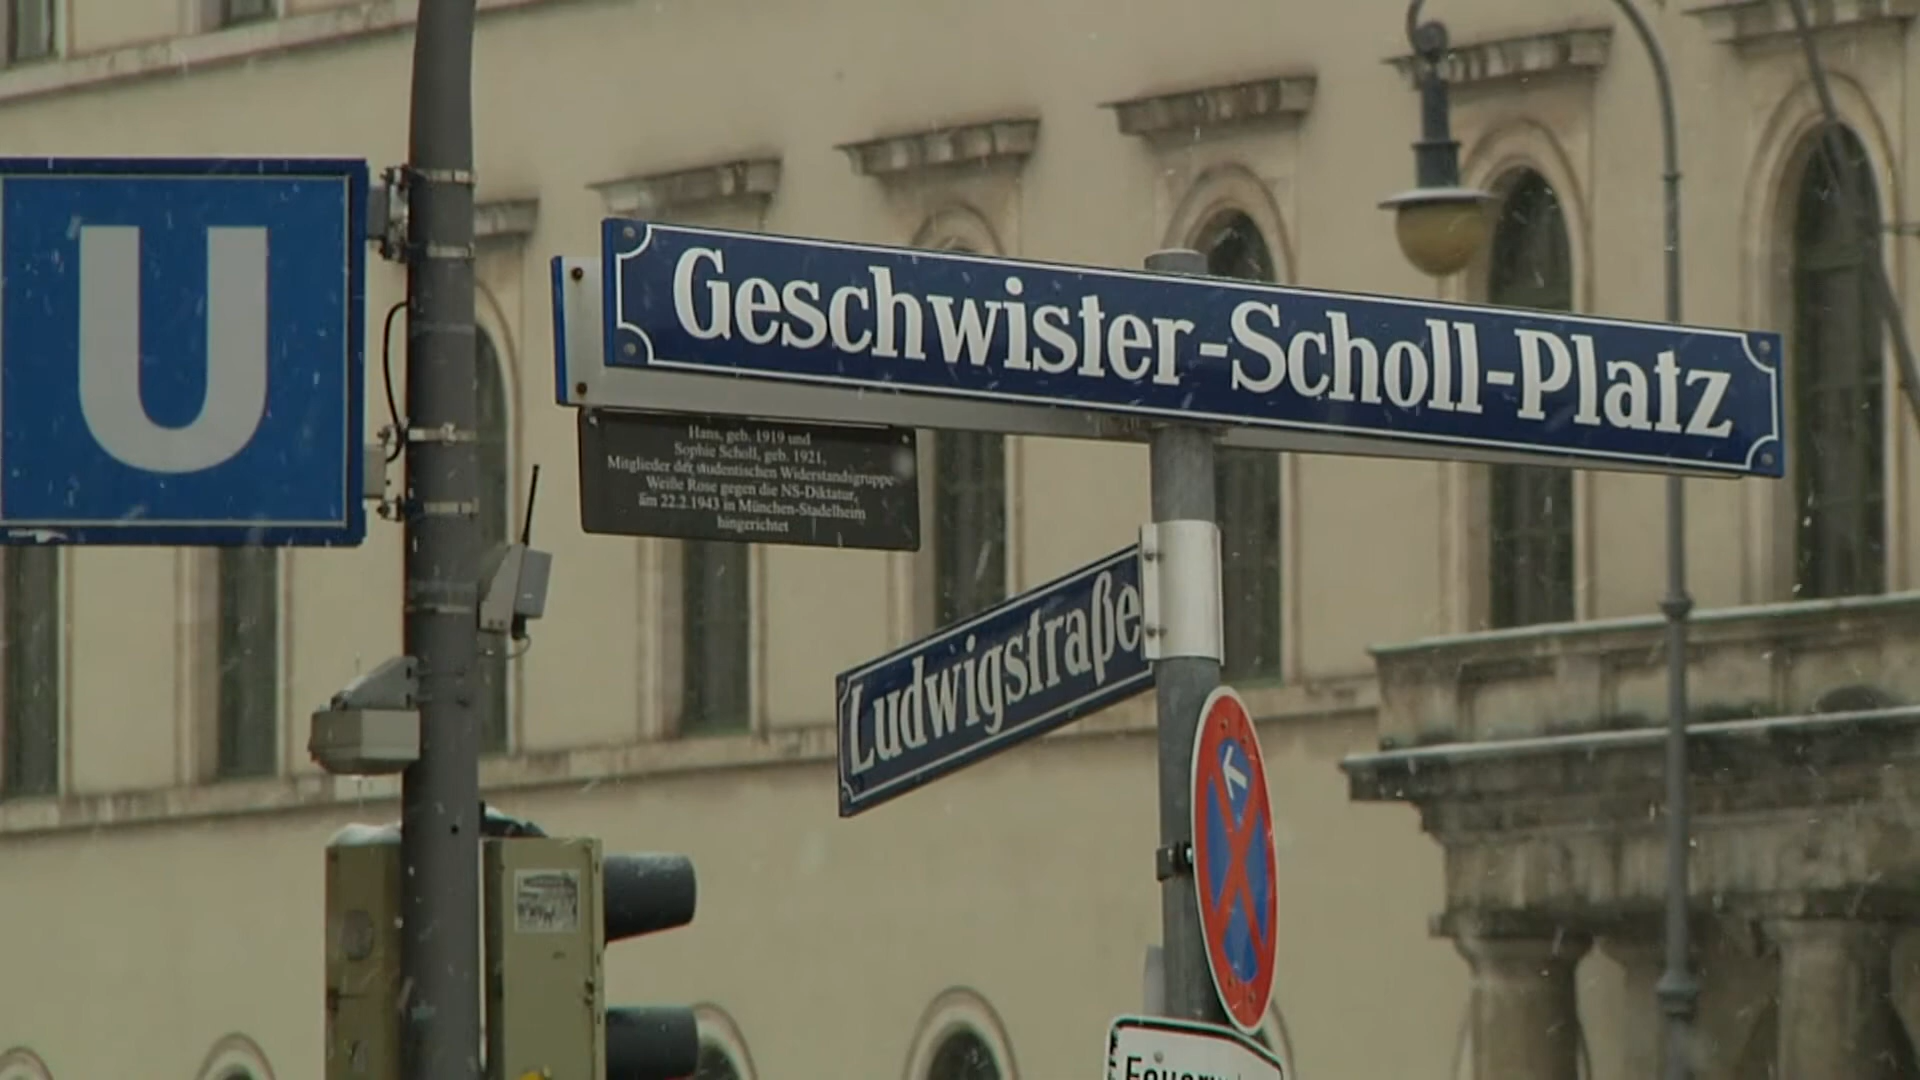 U
Geschwister-Scholl-Platz
Hans, geb. 1919 und
Sophie Scholl, geb. 1921,
Mitglieder der studentischen Widerstandsgruppe
Weiße Rose gegen die NS-Diktatur,
am 22.2.1943 in München-Stadelheim
hingerichtet
Ludwigstraße